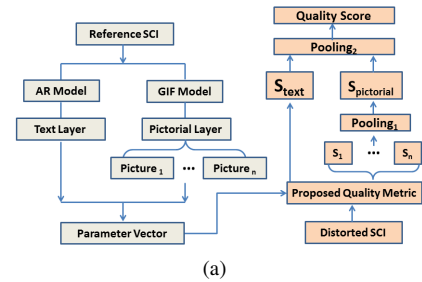 Reference SCI
AR Model
GIF Model
Text Layer
Pictorial Layer
Picture 1
...
Picture n
Parameter Vector
Quality Score
Pooling2
Stext
Spictorial
Pooling1
S1
...
Sn
Proposed Quality Metric
Distorted SCI
(a)